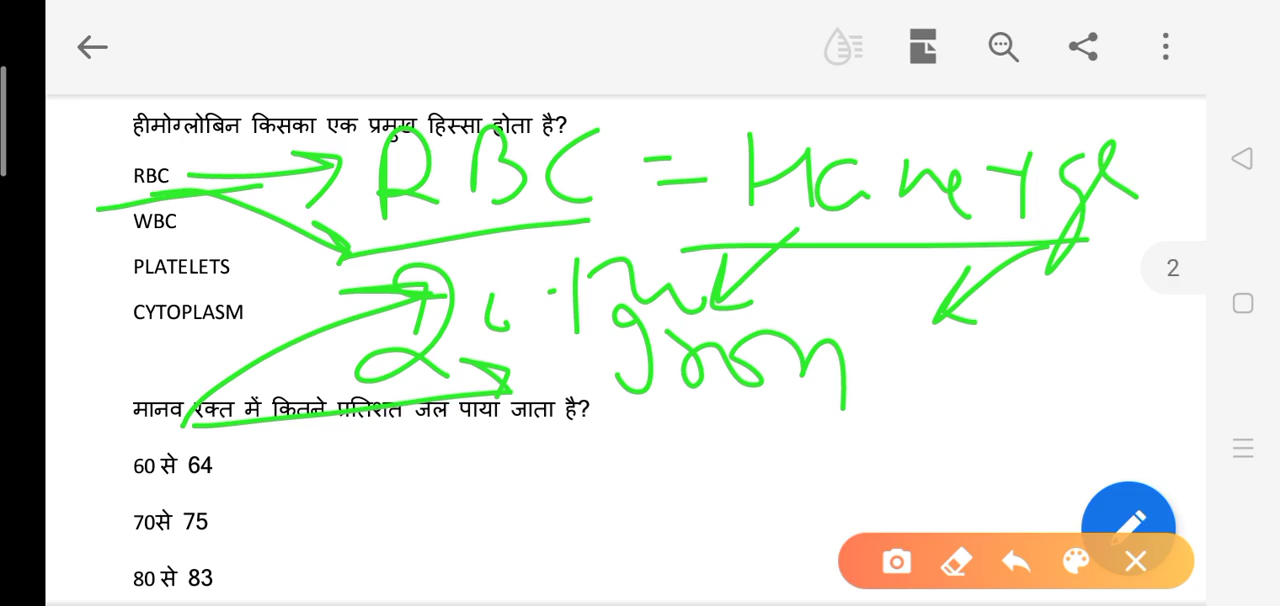 हीमोग्लोबिन किसका एक प्रमुख हिस्सा होता है?
RBC
RBC =
WBC
PLATELETS
2
CYTOPLASM
मानव रक्त में कितने प्रतिशत जल पाया जाता है?
60 से 64
70से 75
80 से 83